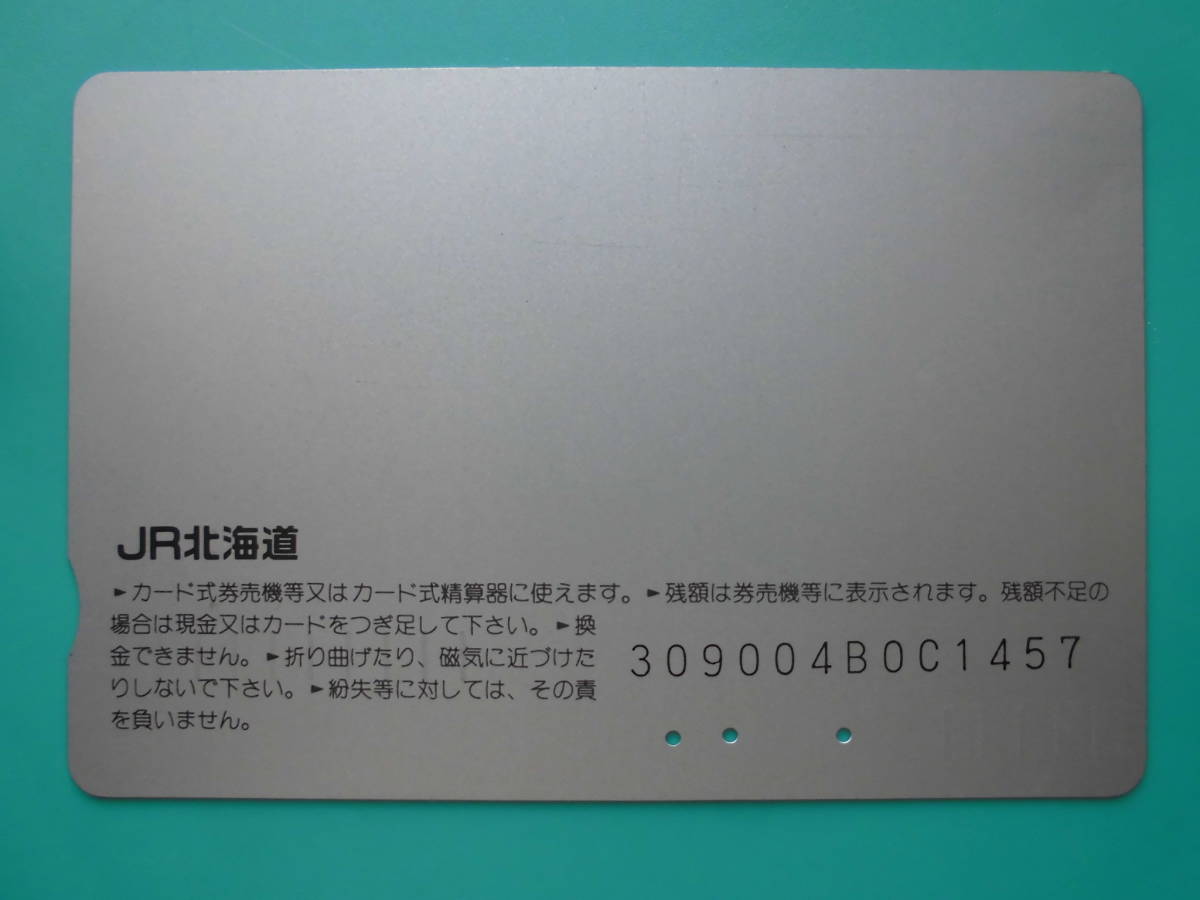 JR北海道
►カード式券売機等又はカード式精算器に使えます。►残額は券売機等に表示されます。残額不足の
場合は現金又はカードをつぎ足して下さい。►換
金できません。►折り曲げたり、磁気に近づけた
りしないで下さい。►紛失等に対しては、その責
を負いません。
309004B0C1457